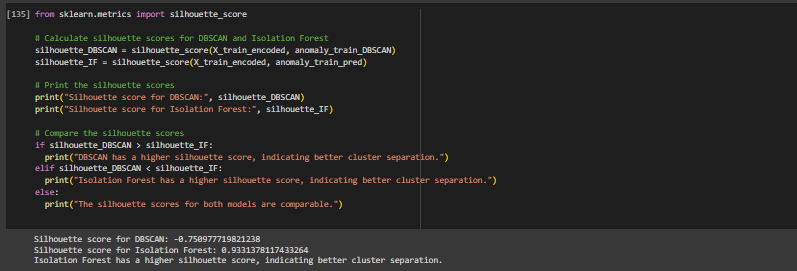 [135] from sklearn.metrics import silhouette_score
# Calculate silhouette scores for DBSCAN and Isolation Forest
silhouette_DBSCAN = silhouette_score(X_train_encoded, anomaly_train_DBSCAN)
silhouette_IF = silhouette_score(X_train_encoded, anomaly_train_pred)
# Print the silhouette scores
print("Silhouette score for DBSCAN:", silhouette_DBSCAN)
print("Silhouette score for Isolation Forest:", silhouette_IF)
# Compare the silhouette scores
if silhouette_DBSCAN > silhouette_IF:
  print("DBSCAN has a higher silhouette score, indicating better cluster separation.")
elif silhouette_DBSCAN < silhouette_IF:
  print("Isolation Forest has a higher silhouette score, indicating better cluster separation.")
else:
  print("The silhouette scores for both models are comparable.")
Silhouette score for DBSCAN: -0.750977719821238
Silhouette score for Isolation Forest: 0.9331378117433264
Isolation Forest has a higher silhouette score, indicating better cluster separation.